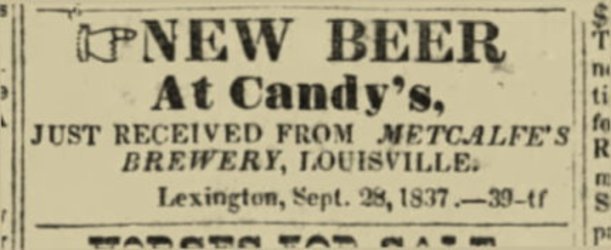 ☞NEW BEER
At Candy's,
JUST RECEIVED FROM METCALFE'S
BREWERY, LOUISVILLE.
Lexington, Sept. 28, 1837.—39-tf